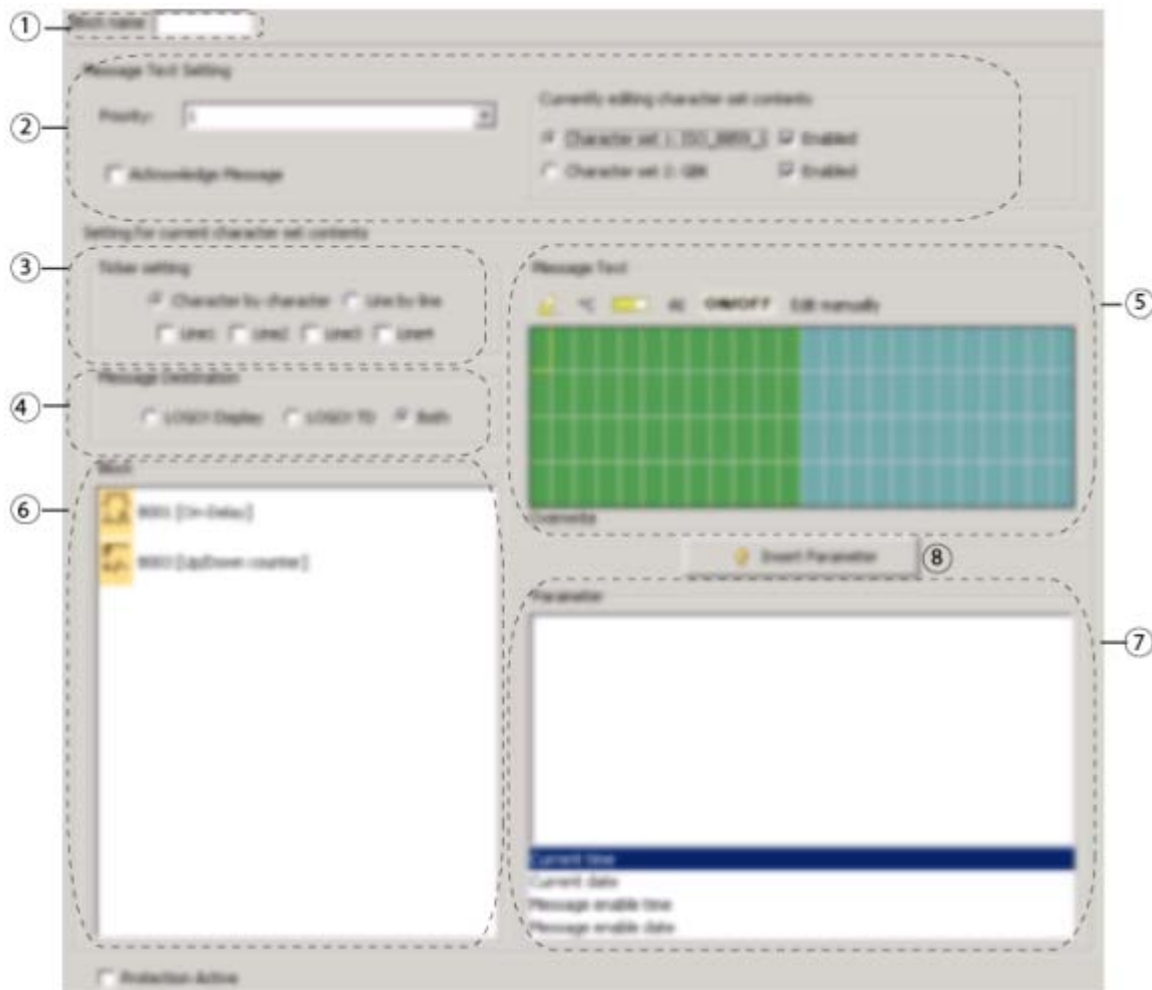 ①
Block name
Message Text Setting
②
Priority: 1
Currently editing character set contents
Character set 1: ISO_8859_1 Enabled
Acknowledge Message
Character set 2: GBK Enabled
Setting for current character set contents
③
Ticker setting
Character by character Line by line
Line1 Line2 Line3 Line4
Message Text
ON/OFF Edit manually
⑤
④
Message Destination
LOGO! Display LOGO! TD Both
⑥
Block
B001 [On-Delay]
[Up/Down counter]
Overwrite
Insert Parameter
⑧
Parameter
⑦
Current time
Current date
Message enable time
Message enable date
Protection Active